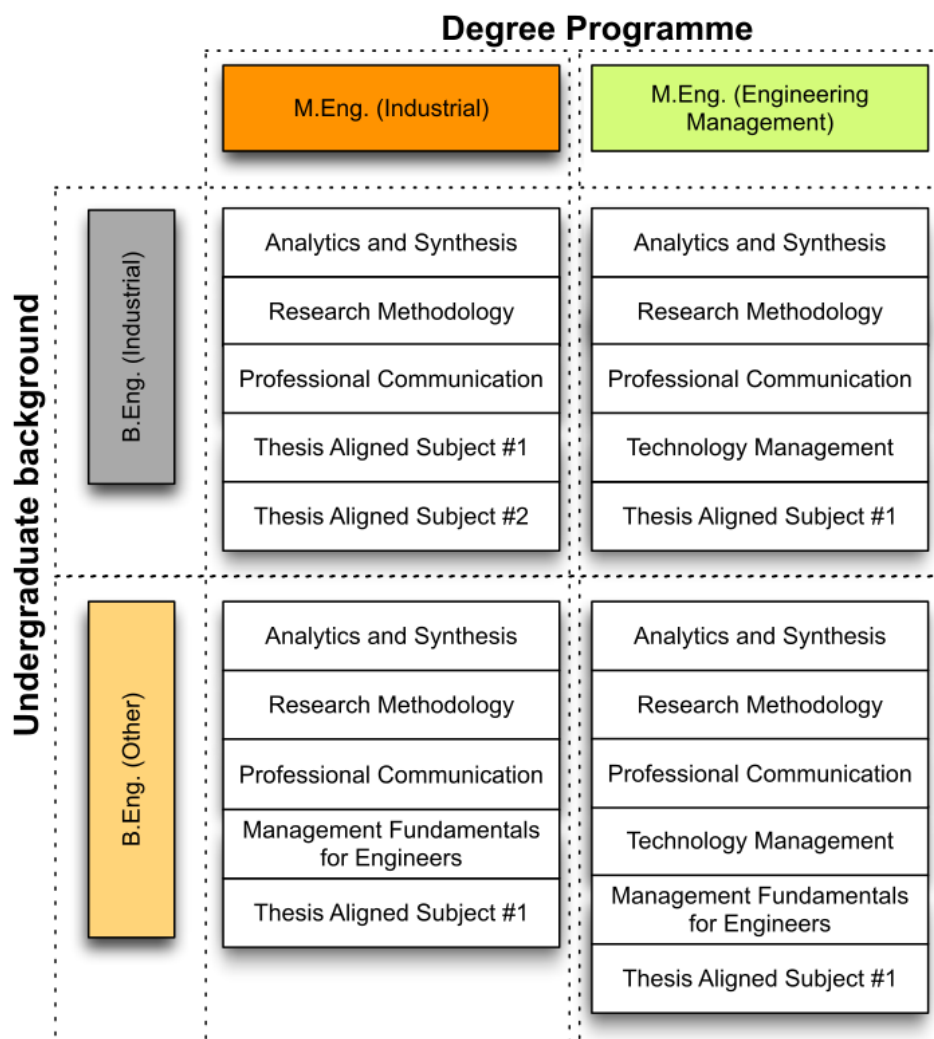 Degree Programme
M.Eng. (Industrial)
M.Eng. (Engineering
Management)
Undergraduate background
B.Eng. (Industrial)
Analytics and Synthesis
Research Methodology
Professional Communication
Thesis Aligned Subject #1
Thesis Aligned Subject #2
Analytics and Synthesis
Research Methodology
Professional Communication
Technology Management
Thesis Aligned Subject #1
B.Eng. (Other)
Analytics and Synthesis
Research Methodology
Professional Communication
Management Fundamentals
for Engineers
Thesis Aligned Subject #1
Analytics and Synthesis
Research Methodology
Professional Communication
Technology Management
Management Fundamentals
for Engineers
Thesis Aligned Subject #1